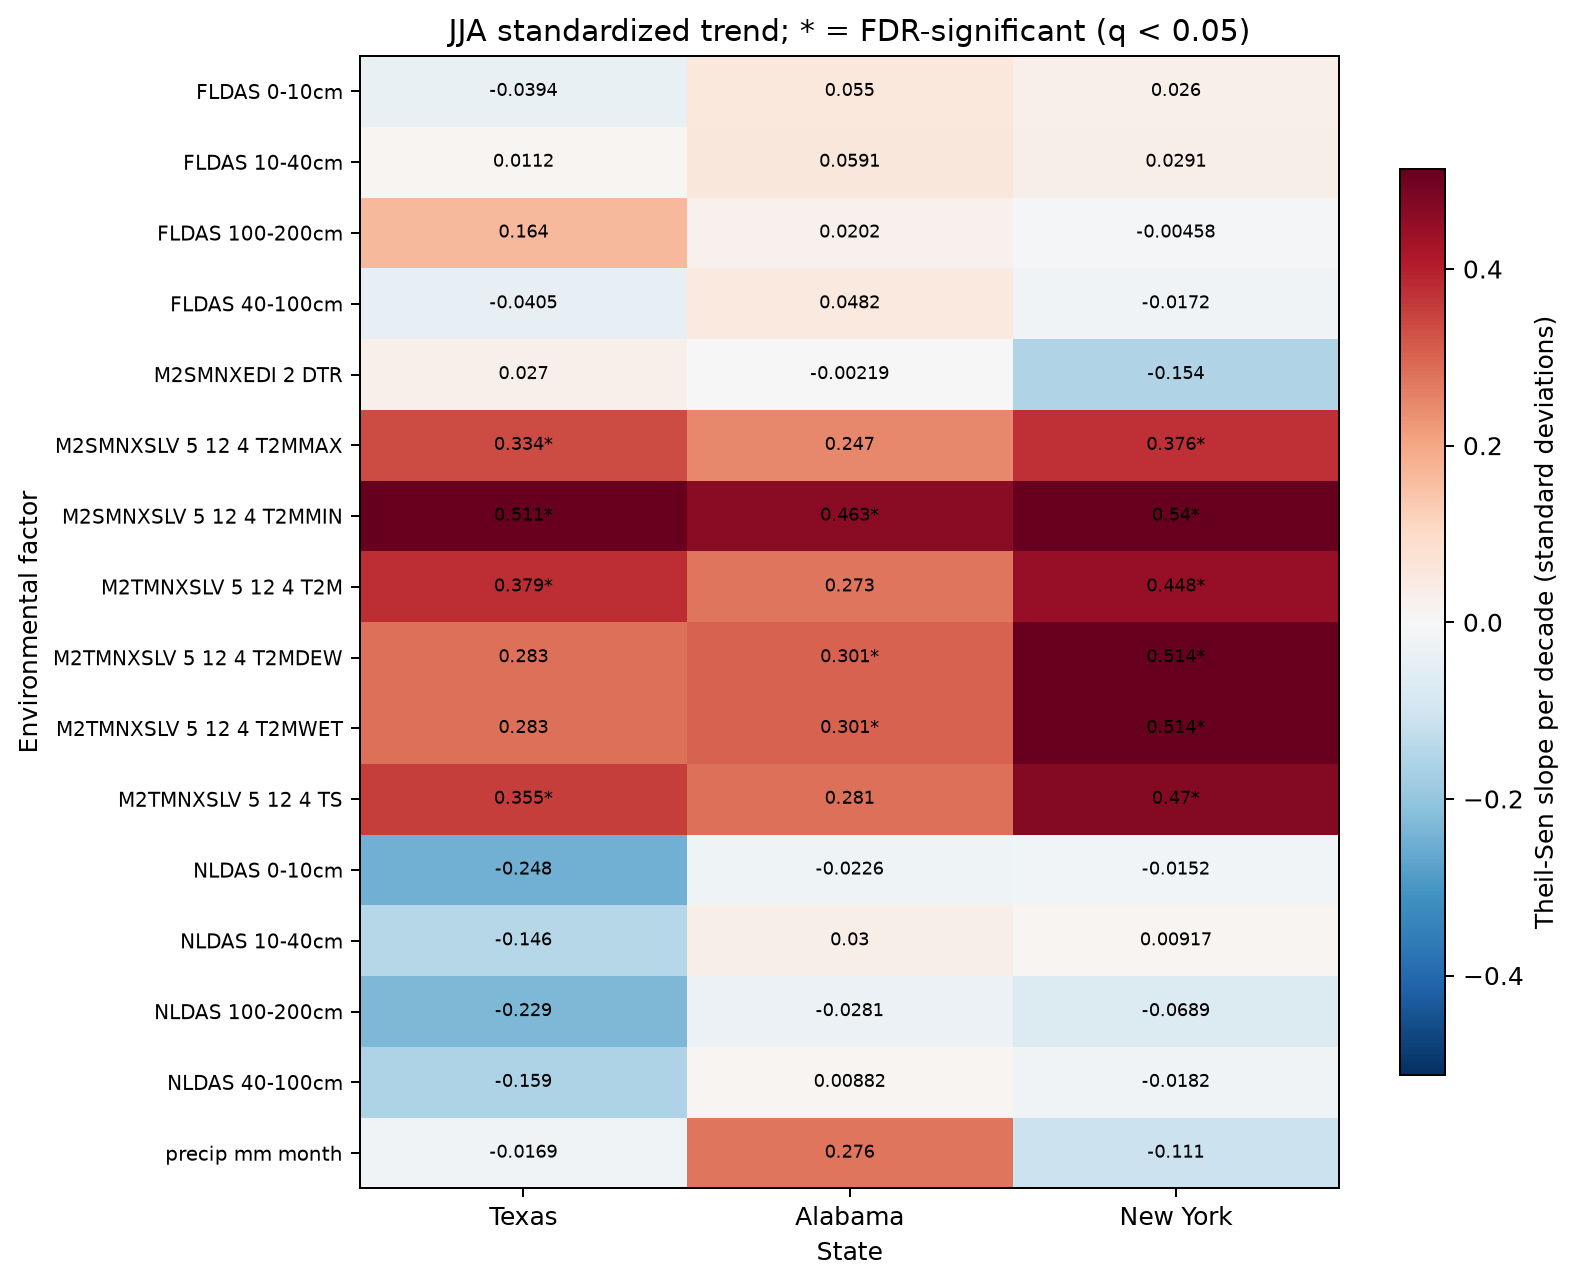 JJA standardized trend; * = FDR-significant (q < 0.05)
Environmental factor
FLDAS 0-10cm -0.0394 0.055 0.026
FLDAS 10-40cm 0.0112 0.0591 0.0291
FLDAS 100-200cm 0.164 0.0202 -0.00458
FLDAS 40-100cm -0.0405 0.0482 -0.0172
M2SMNXEDI 2 DTR 0.027 -0.00219 -0.154
M2SMNXSLV 5 12 4 T2MMAX 0.334* 0.247 0.376*
M2SMNXSLV 5 12 4 T2MMIN 0.511* 0.463* 0.54*
M2TMNXSLV 5 12 4 T2M 0.379* 0.273 0.448*
M2TMNXSLV 5 12 4 T2MDEW 0.283 0.301* 0.514*
M2TMNXSLV 5 12 4 T2MWET 0.283 0.301* 0.514*
M2TMNXSLV 5 12 4 TS 0.355* 0.281 0.47*
NLDAS 0-10cm -0.248 -0.0226 -0.0152
NLDAS 10-40cm -0.146 0.03 0.00917
NLDAS 100-200cm -0.229 -0.0281 -0.0689
NLDAS 40-100cm -0.159 0.00882 -0.0182
precip mm month -0.0169 0.276 -0.111
Texas Alabama New York
State
0.4
0.2
0.0
−0.2
−0.4
Theil-Sen slope per decade (standard deviations)